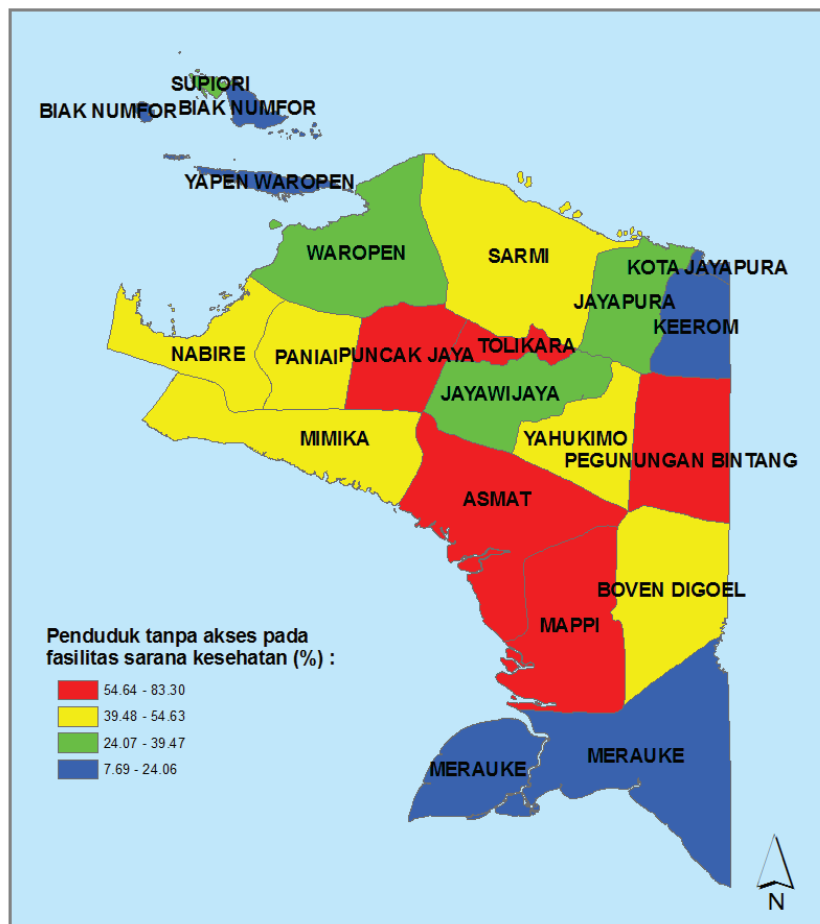 SUPIORI
BIAK NUMFOR
BIAK NUMFOR
YAPEN WAROPEN
WAROPEN
SARMI
KOTA JAYAPURA
JAYAPURA
KEEROM
NABIRE
PANIAI
PUNCAK JAYA
TOLIKARA
JAYAWIJAYA
MIMIKA
YAHUKIMO
PEGUNUNGAN BINTANG
ASMAT
BOVEN DIGOEL
MAPPI
MERAUKE
MERAUKE
Penduduk tanpa akses pada
fasilitas sarana kesehatan (%) :
54.64 - 83.30
39.48 - 54.63
24.07 - 39.47
7.69 - 24.06
N